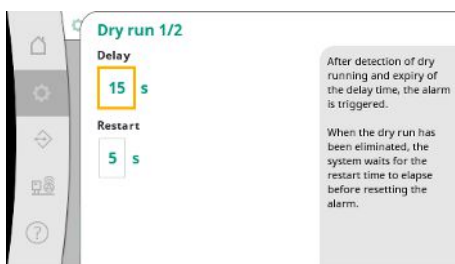 Dry run 1/2
Delay
15 s
Restart
5 s
After detection of dry
running and expiry of
the delay time, the alarm
is triggered.
When the dry run has
been eliminated, the
system waits for the
restart time to elapse
before resetting the
alarm.
?